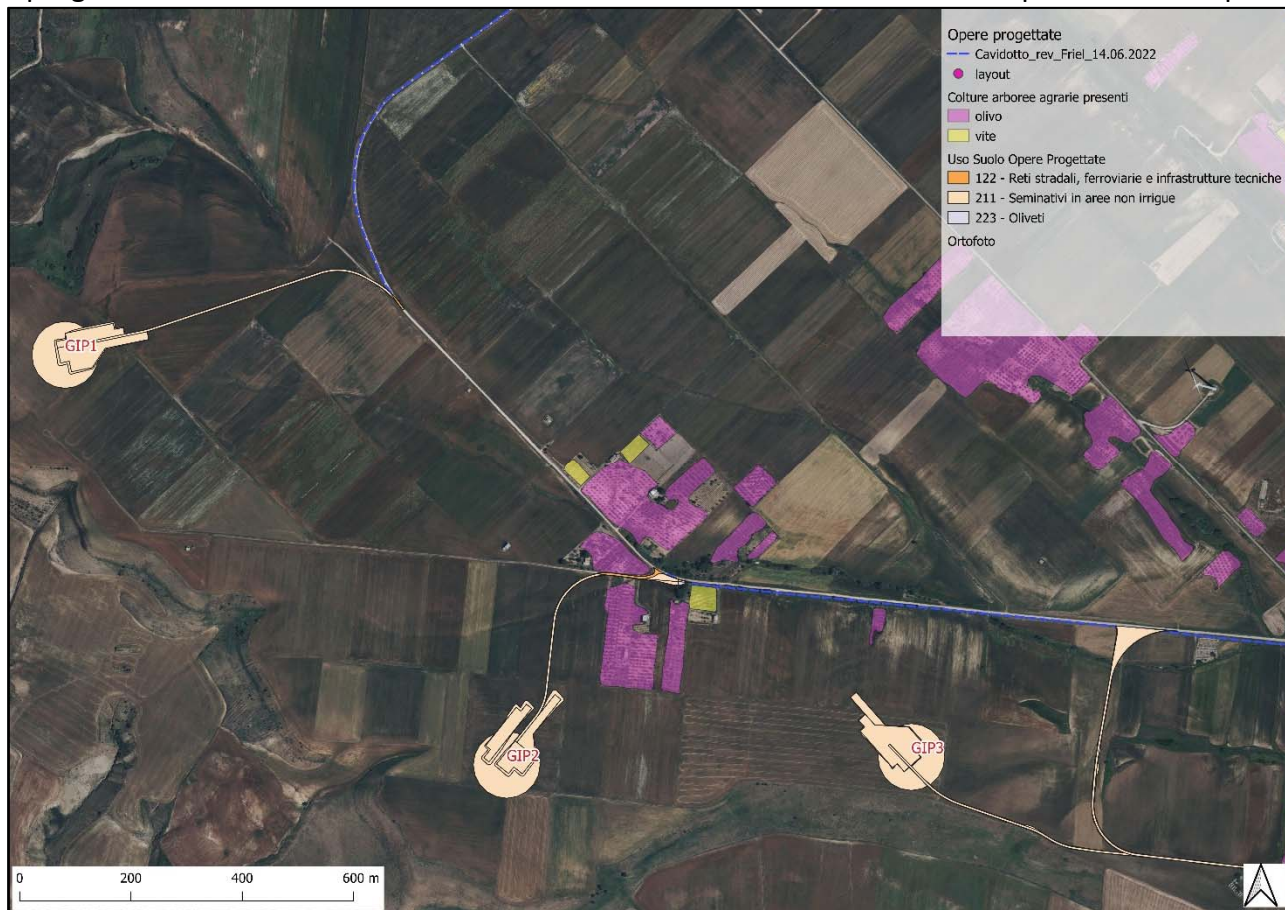 Opere progettate
Cavidotto_rev_Friel_14.06.2022
layout
Colture arboree agrarie presenti
olivo
vite
Uso Suolo Opere Progettate
122 - Reti stradali, ferroviarie e infrastrutture tecniche
211 - Seminativi in aree non irrigue
223 - Oliveti
Ortofoto
GIP1
GIP2
GIP3
0 200 400 600 m